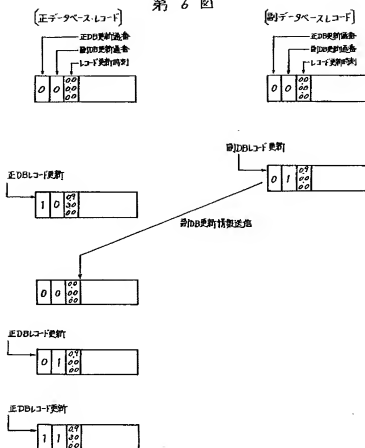 第6図
[正データベース・レコード]
[副データベースレコード]
正DB更新通番
副DB更新通番
レコード更新時刻
0 0 00 00 00
正DB更新通番
副DB更新通番
レコード更新時刻
0 0 00 00 00
副DBレコード更新
0 1 09 00 00
正DBレコード更新
1 0 09 30 00
副DB更新情報送信
0 0 00 00 00
正DBレコード更新
0 1 09 00 00
正DBレコード更新
1 1 09 30 00